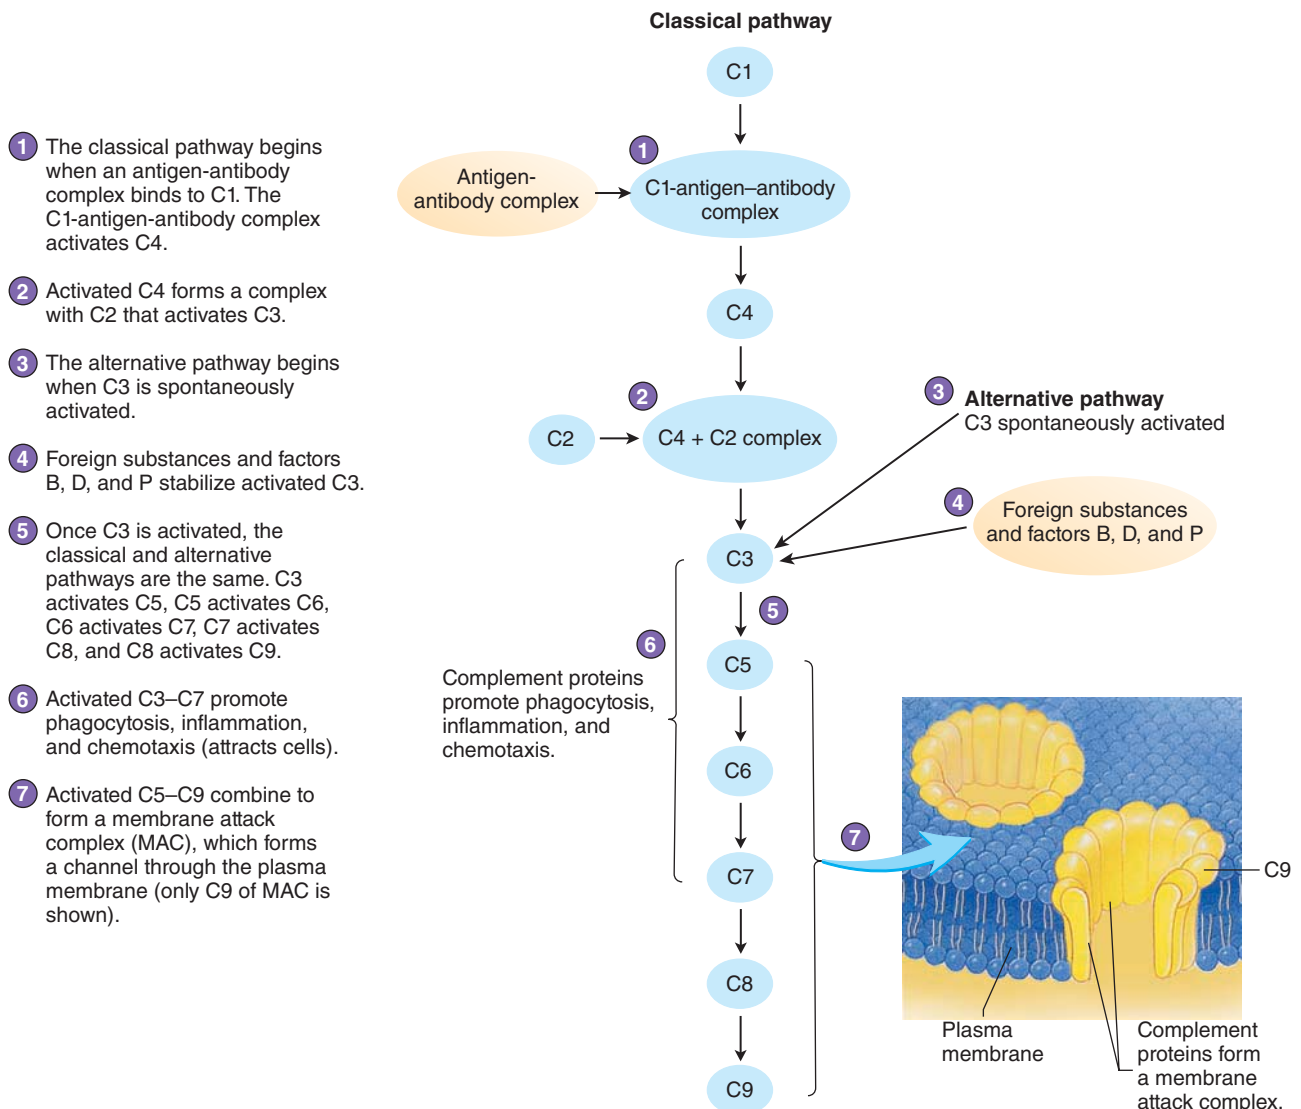 Classical pathway
C1
1 The classical pathway begins
when an antigen-antibody
complex binds to C1. The
C1-antigen-antibody complex
activates C4.
2 Activated C4 forms a complex
with C2 that activates C3.
3 The alternative pathway begins
when C3 is spontaneously
activated.
4 Foreign substances and factors
B, D, and P stabilize activated C3.
5 Once C3 is activated, the
classical and alternative
pathways are the same. C3
activates C5, C5 activates C6,
C6 activates C7, C7 activates
C8, and C8 activates C9.
6 Activated C3–C7 promote
phagocytosis, inflammation,
and chemotaxis (attracts cells).
7 Activated C5–C9 combine to
form a membrane attack
complex (MAC), which forms
a channel through the plasma
membrane (only C9 of MAC is
shown).
Antigen-
antibody complex
1
C1-antigen–antibody
complex
C4
2
C2
C4 + C2 complex
3 Alternative pathway
C3 spontaneously activated
4
Foreign substances
and factors B, D, and P
C3
5
6
Complement proteins
promote phagocytosis,
inflammation, and
chemotaxis.
C5
C6
C7
C8
C9
7
C9
Plasma
membrane
Complement
proteins form
a membrane
attack complex.